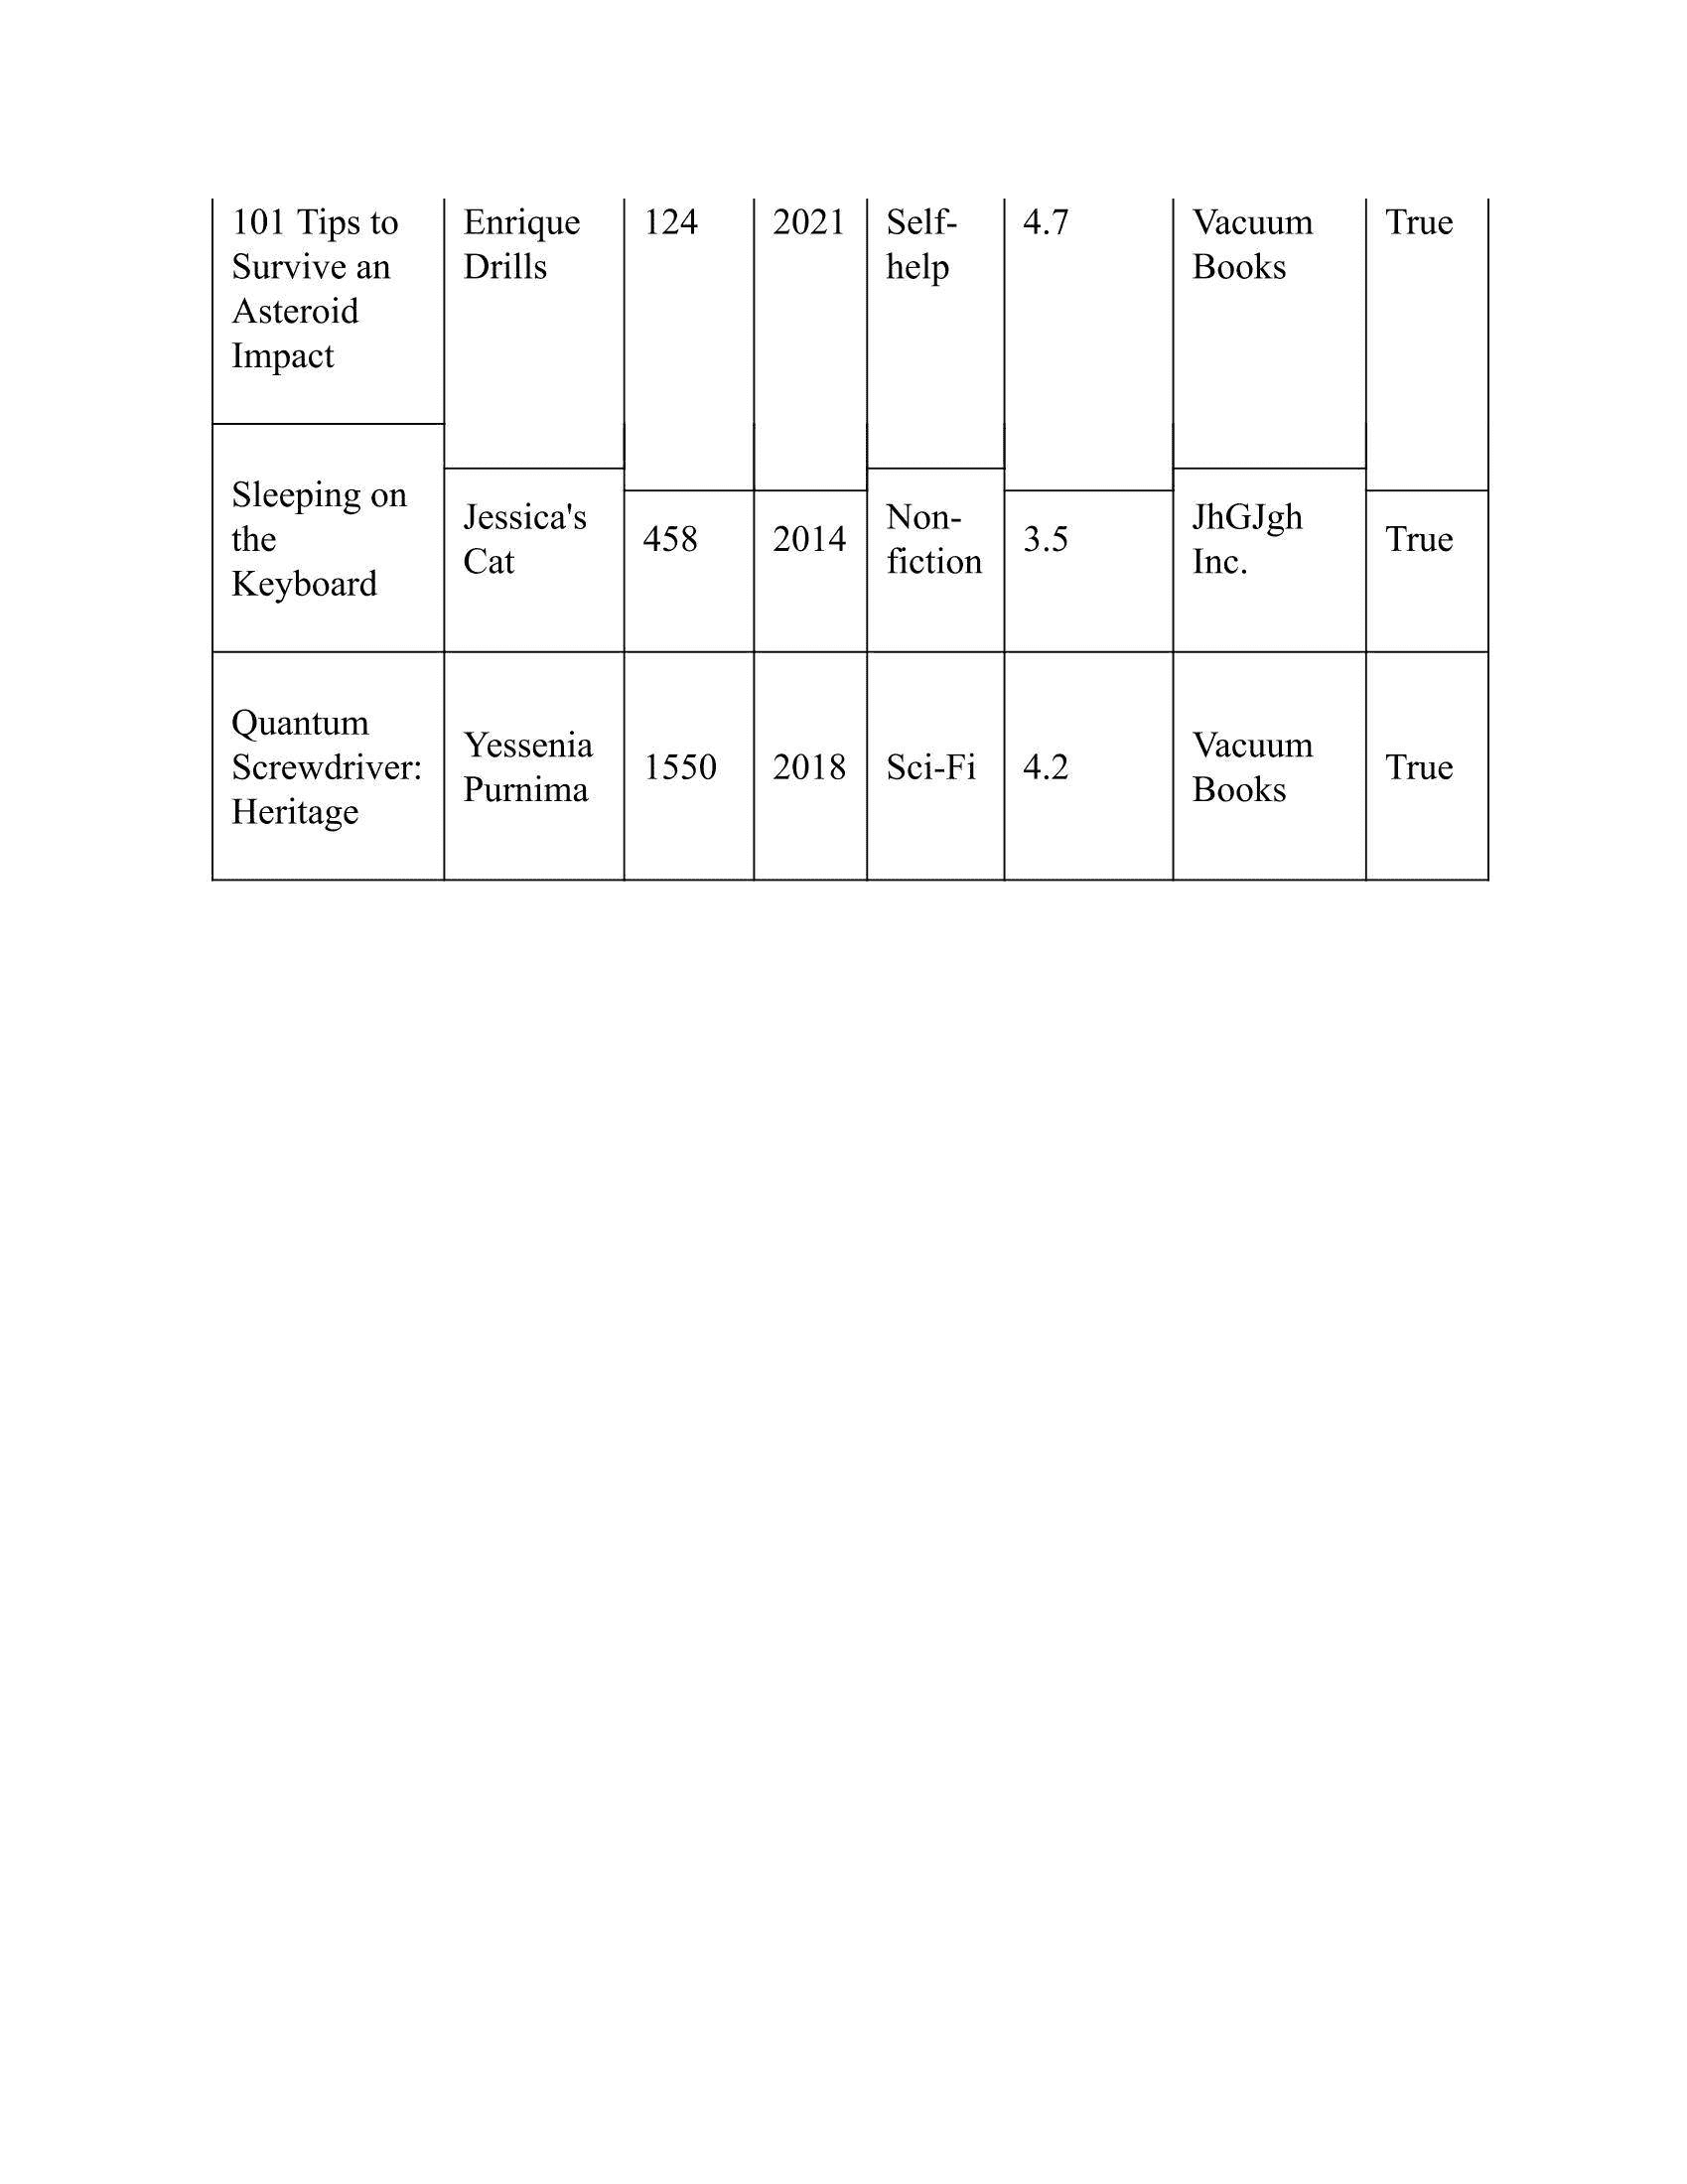 101 Tips to Survive an Asteroid Impact Enrique Drills 124 2021 Self-help 4.7 Vacuum Books True
Sleeping on the Keyboard Jessica's Cat 458 2014 Non-fiction 3.5 JhGJgh Inc. True
Quantum Screwdriver: Heritage Yessenia Purnima 1550 2018 Sci-Fi 4.2 Vacuum Books True